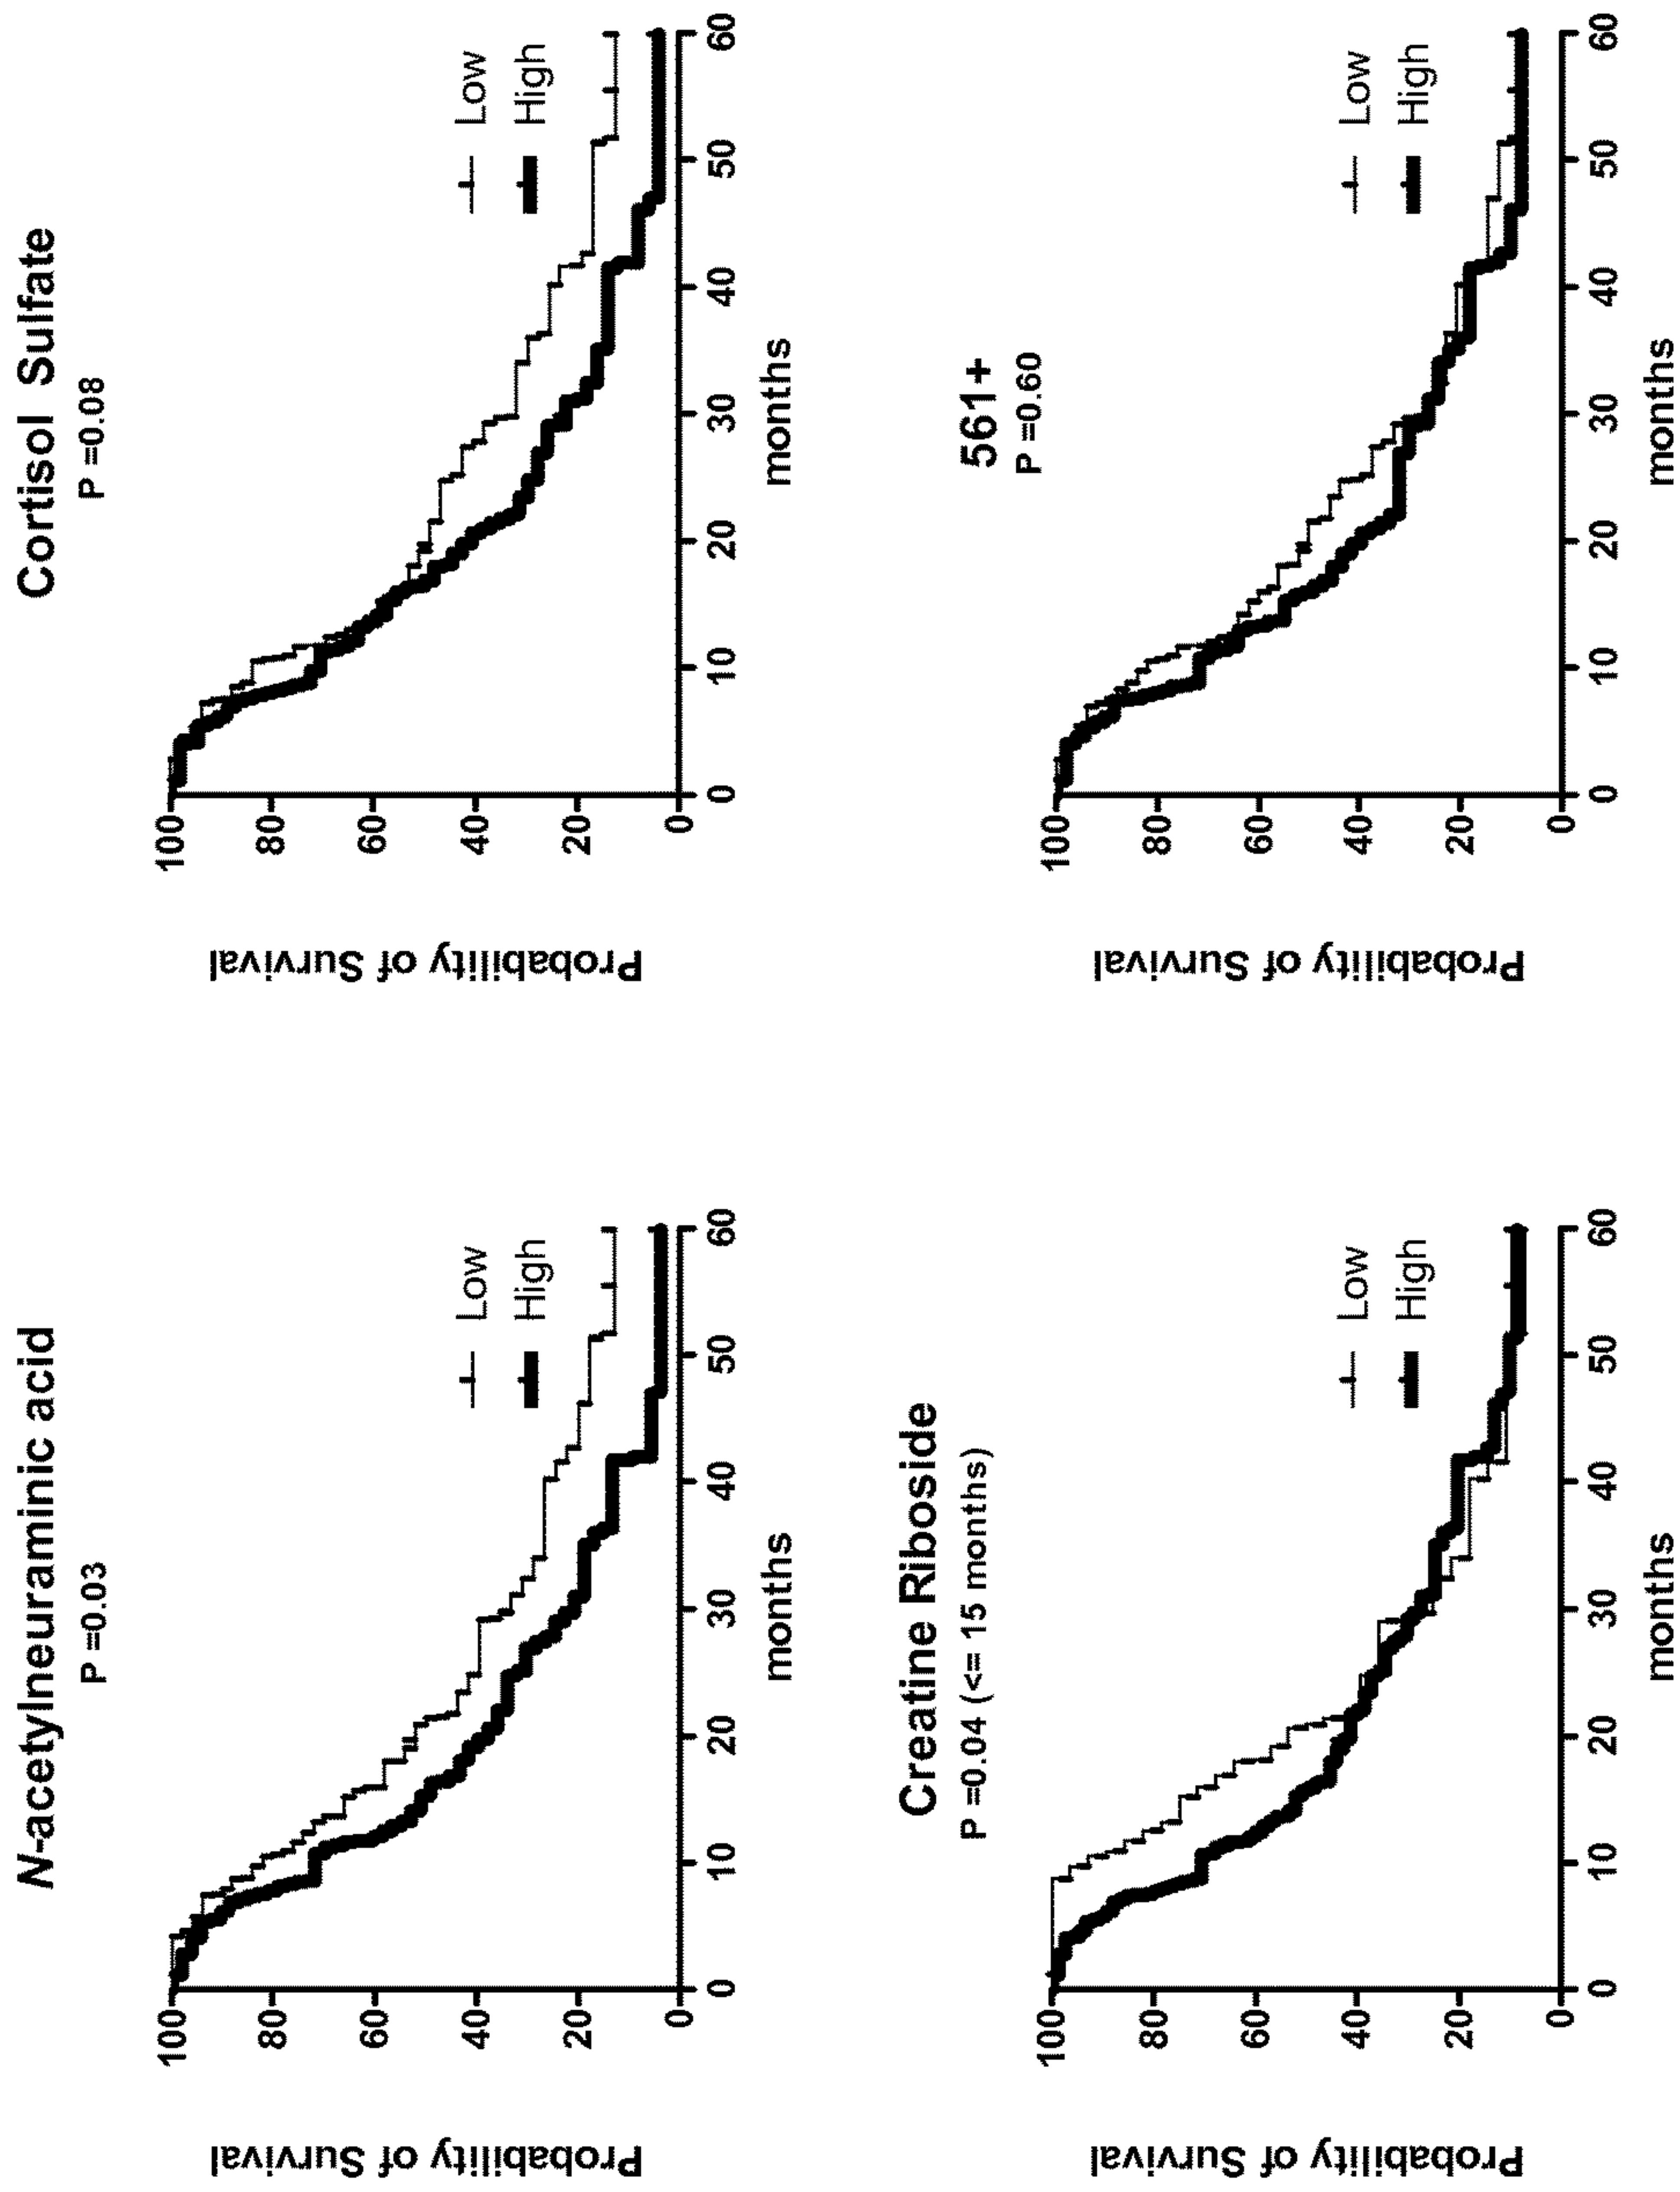 N-acetylneuraminic acid
P =0.03
Probability of Survival
100
80
60
40
20
0
0 10 20 30 40 50 60
months
Low
High
Cortisol Sulfate
P =0.08
Probability of Survival
100
80
60
40
20
0
0 10 20 30 40 50 60
months
Low
High
Creatine Riboside
P =0.04 (<= 15 months)
Probability of Survival
100
80
60
40
20
0
0 10 20 30 40 50 60
months
Low
High
561+
P =0.60
Probability of Survival
100
80
60
40
20
0
0 10 20 30 40 50 60
months
Low
High